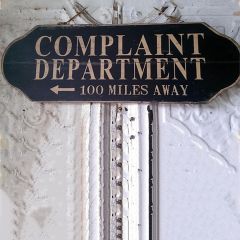 COMPLAINT
DEPARTMENT
← 100 MILES AWAY